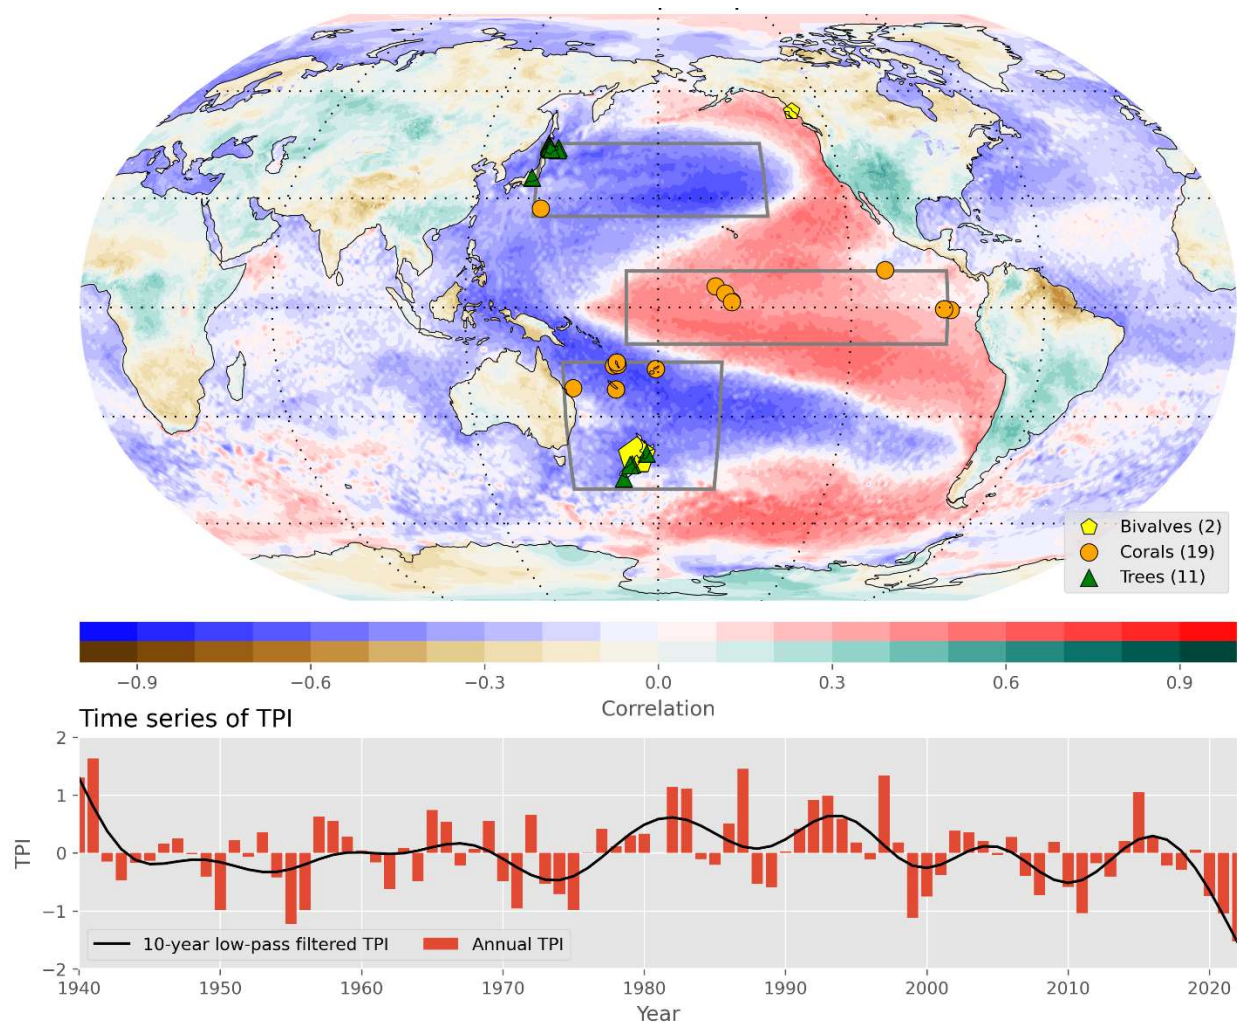 Bivalves (2)
Corals (19)
Trees (11)
−0.9 −0.6 −0.3 0.0 0.3 0.6 0.9
Correlation
Time series of TPI
2
1
0
−1
−2
TPI
10-year low-pass filtered TPI Annual TPI
1940 1950 1960 1970 1980 1990 2000 2010 2020
Year